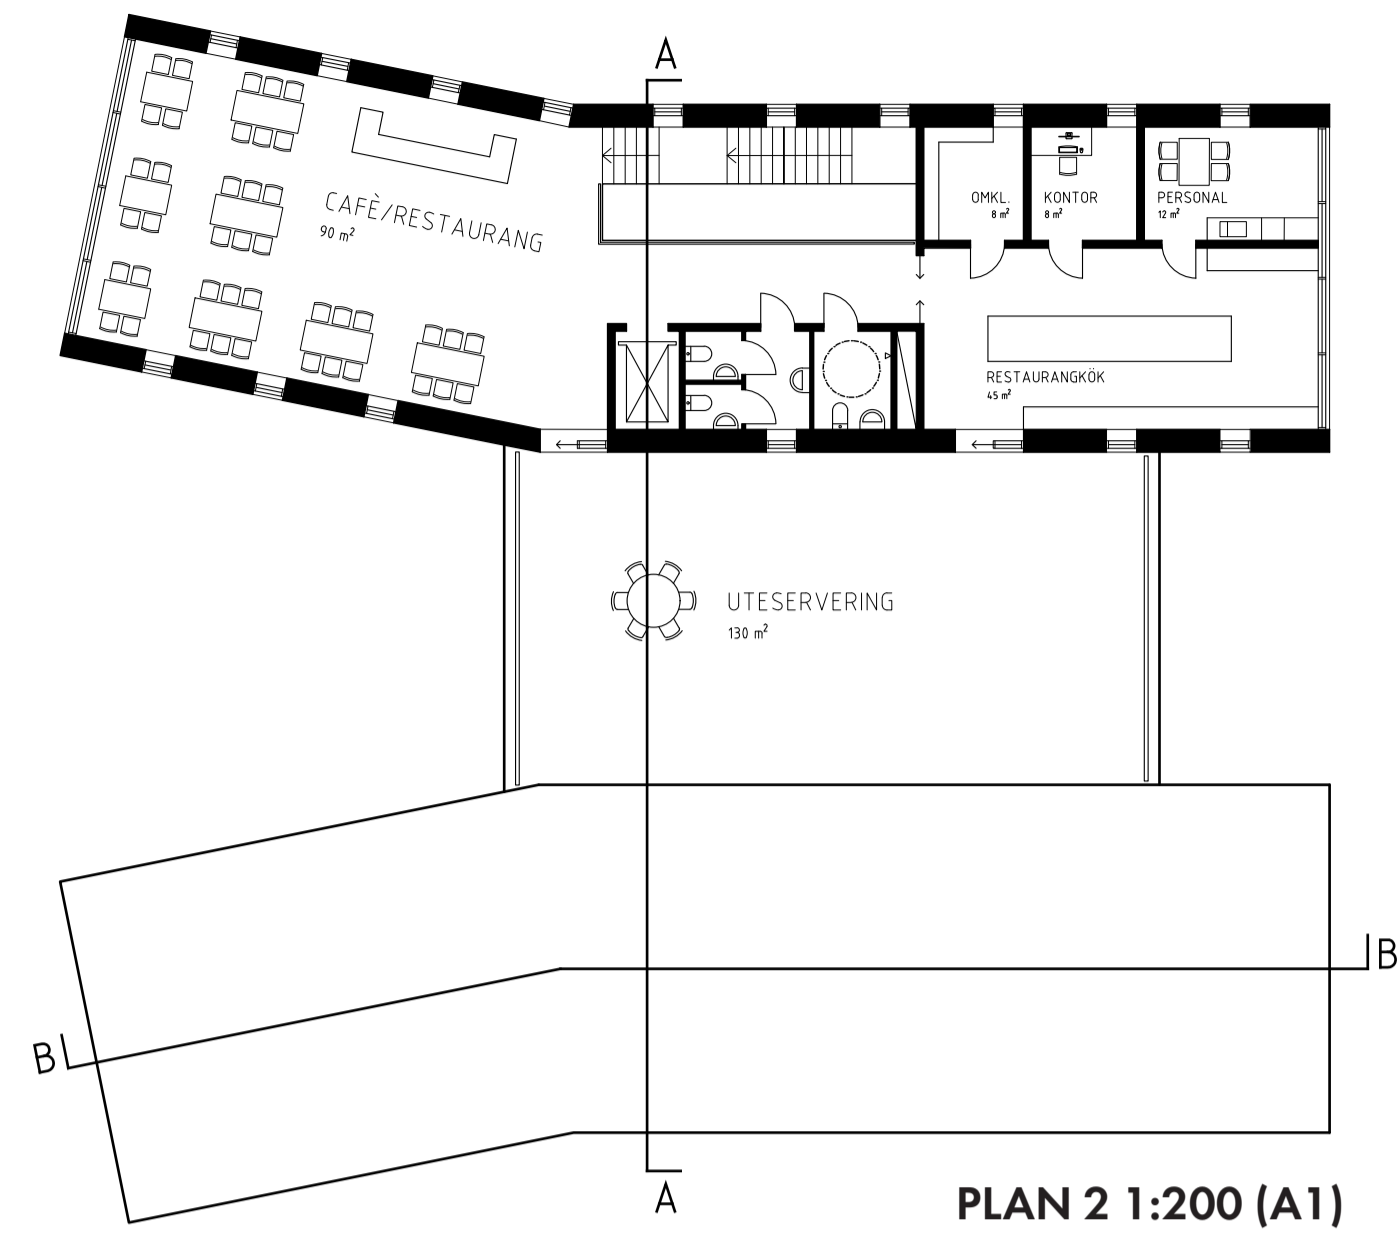 A
CAFÈ/RESTAURANG
90 m²
OMKL.
8 m²
KONTOR
8 m²
PERSONAL
12 m²
RESTAURANGKÖK
45 m²
UTESERVERING
130 m²
B
B
A
PLAN 2 1:200 (A1)